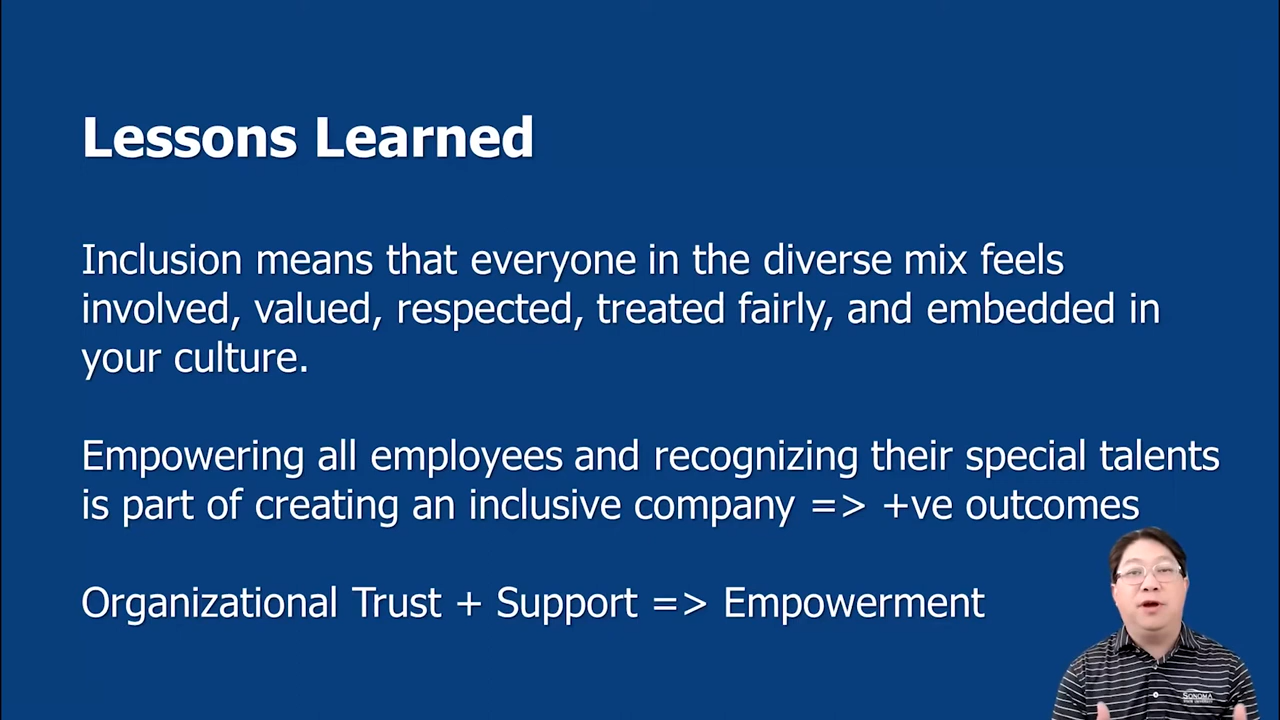 Lessons Learned
Inclusion means that everyone in the diverse mix feels
involved, valued, respected, treated fairly, and embedded in
your culture.
Empowering all employees and recognizing their special talents
is part of creating an inclusive company => +ve outcomes
Organizational Trust + Support => Empowerment
SONOMA
STATE UNIVERSITY